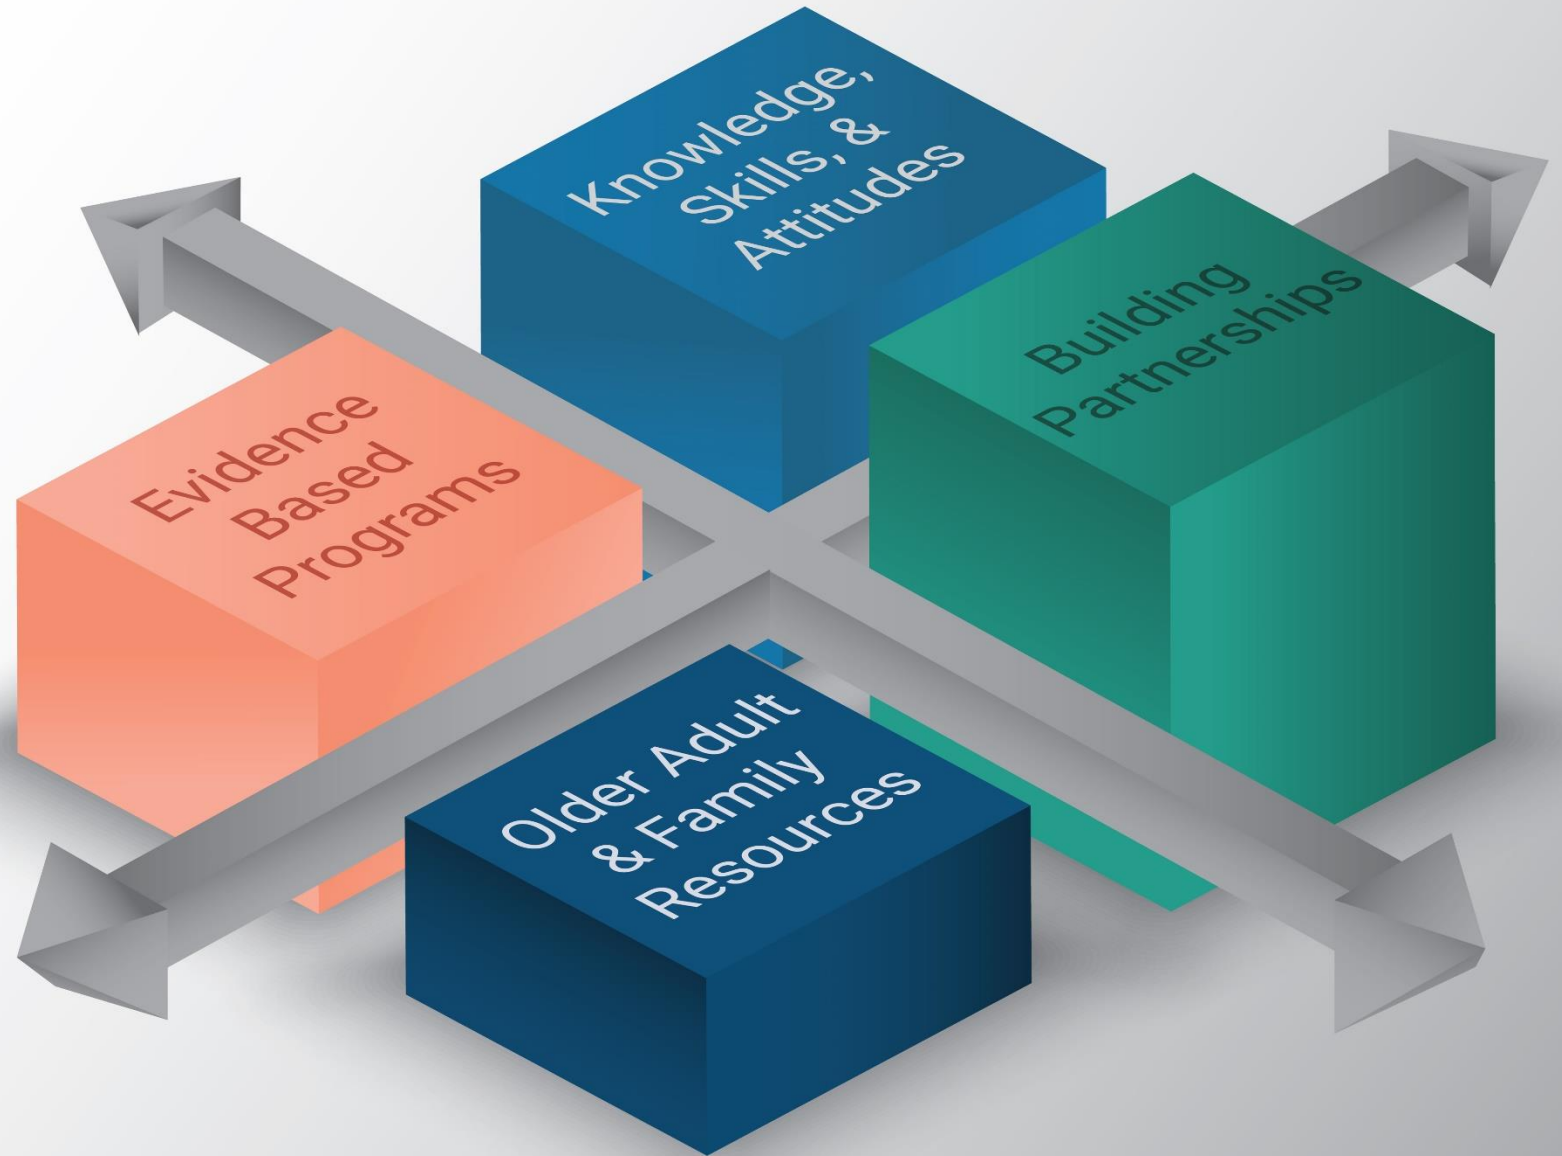 Knowledge,
Skills, &
Attitudes
Building
Partnerships
Evidence
Based
Programs
Older Adult
& Family
Resources